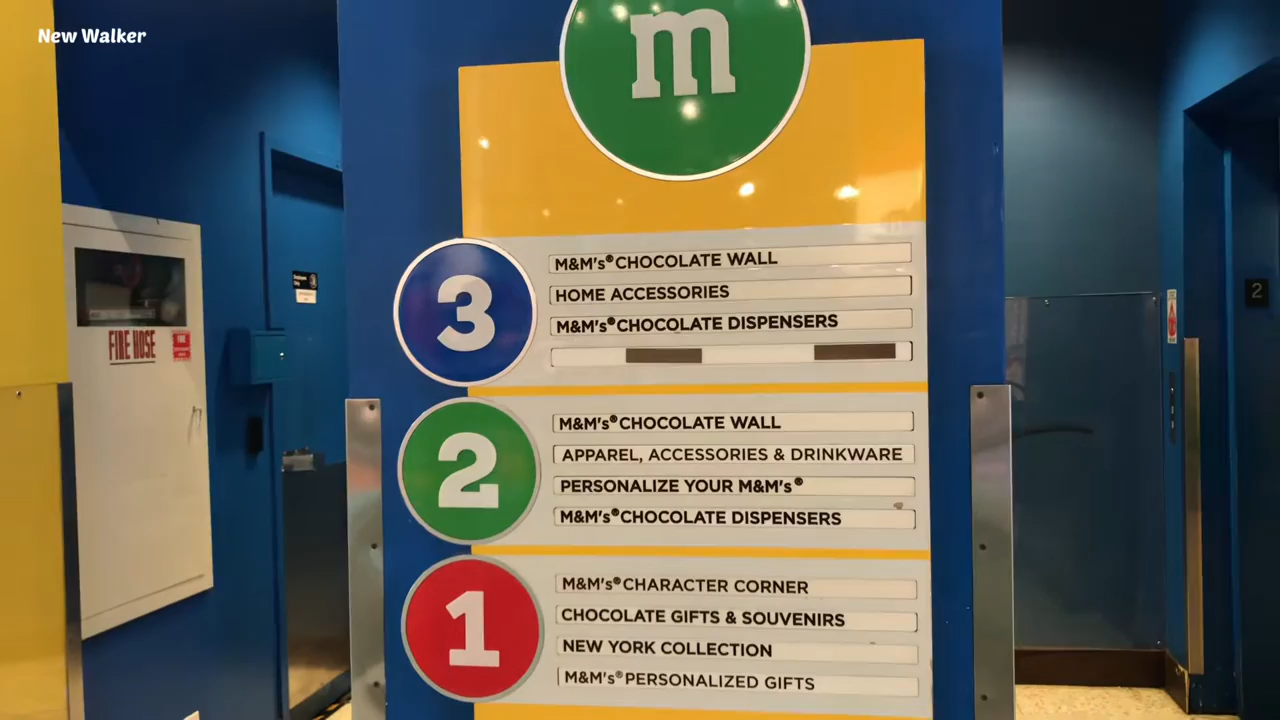 New Walker
m
3
M&M's® CHOCOLATE WALL
HOME ACCESSORIES
M&M's® CHOCOLATE DISPENSERS
2
M&M's® CHOCOLATE WALL
APPAREL, ACCESSORIES & DRINKWARE
PERSONALIZE YOUR M&M's®
M&M's® CHOCOLATE DISPENSERS
1
M&M's® CHARACTER CORNER
CHOCOLATE GIFTS & SOUVENIRS
NEW YORK COLLECTION
M&M's® PERSONALIZED GIFTS
FIRE HOSE
2